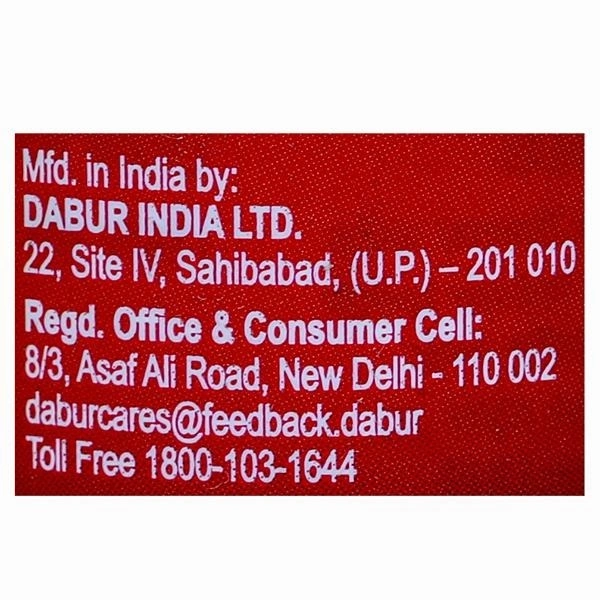 Mfd. in India by:
DABUR INDIA LTD.
22, Site IV, Sahibabad, (U.P.) – 201 010
Regd. Office & Consumer Cell:
8/3, Asaf Ali Road, New Delhi - 110 002
daburcares@feedback.dabur
Toll Free 1800-103-1644